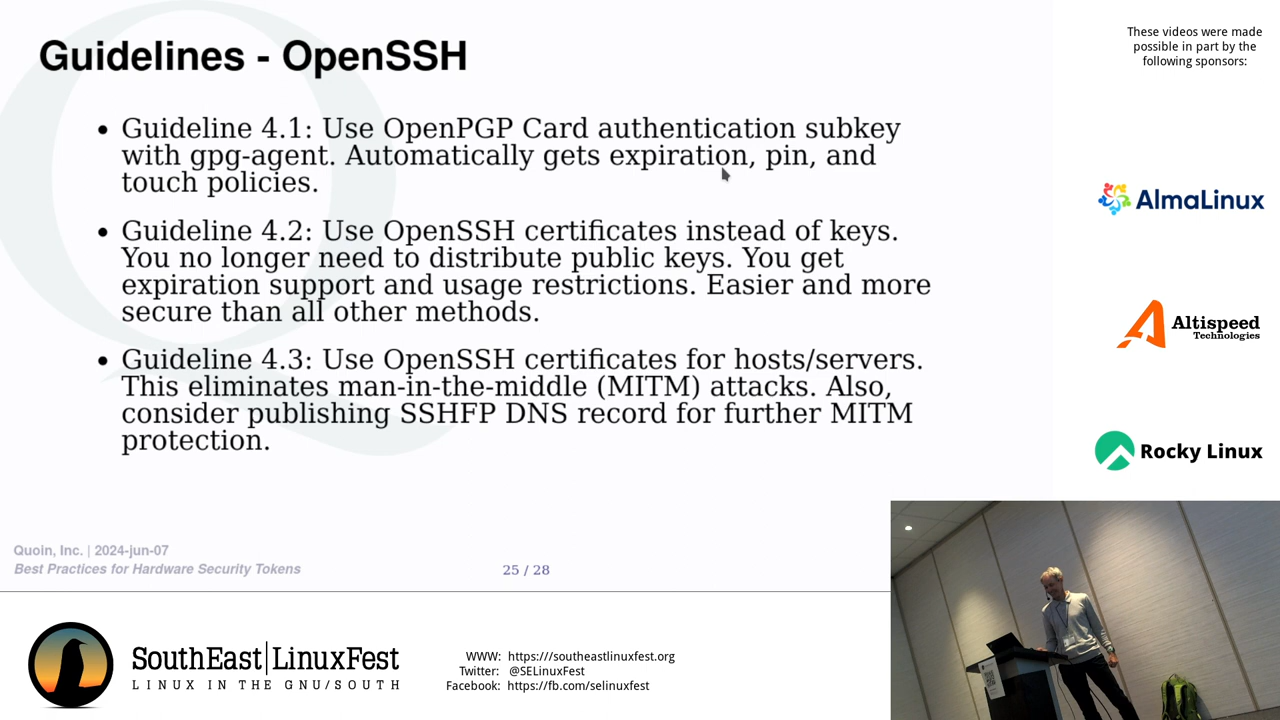 Guidelines - OpenSSH
• Guideline 4.1: Use OpenPGP Card authentication subkey
with gpg-agent. Automatically gets expiration, pin, and
touch policies.
• Guideline 4.2: Use OpenSSH certificates instead of keys.
You no longer need to distribute public keys. You get
expiration support and usage restrictions. Easier and more
secure than all other methods.
• Guideline 4.3: Use OpenSSH certificates for hosts/servers.
This eliminates man-in-the-middle (MITM) attacks. Also,
consider publishing SSHFP DNS record for further MITM
protection.
Quoin, Inc. | 2024-jun-07
Best Practices for Hardware Security Tokens
25 / 28
These videos were made
possible in part by the
following sponsors:
AlmaLinux
Altispeed
Technologies
Rocky Linux
SouthEast|LinuxFest
LINUX IN THE GNU/SOUTH
WWW: https:///southeastlinuxfest.org
Twitter: @SELinuxFest
Facebook: https://fb.com/selinuxfest